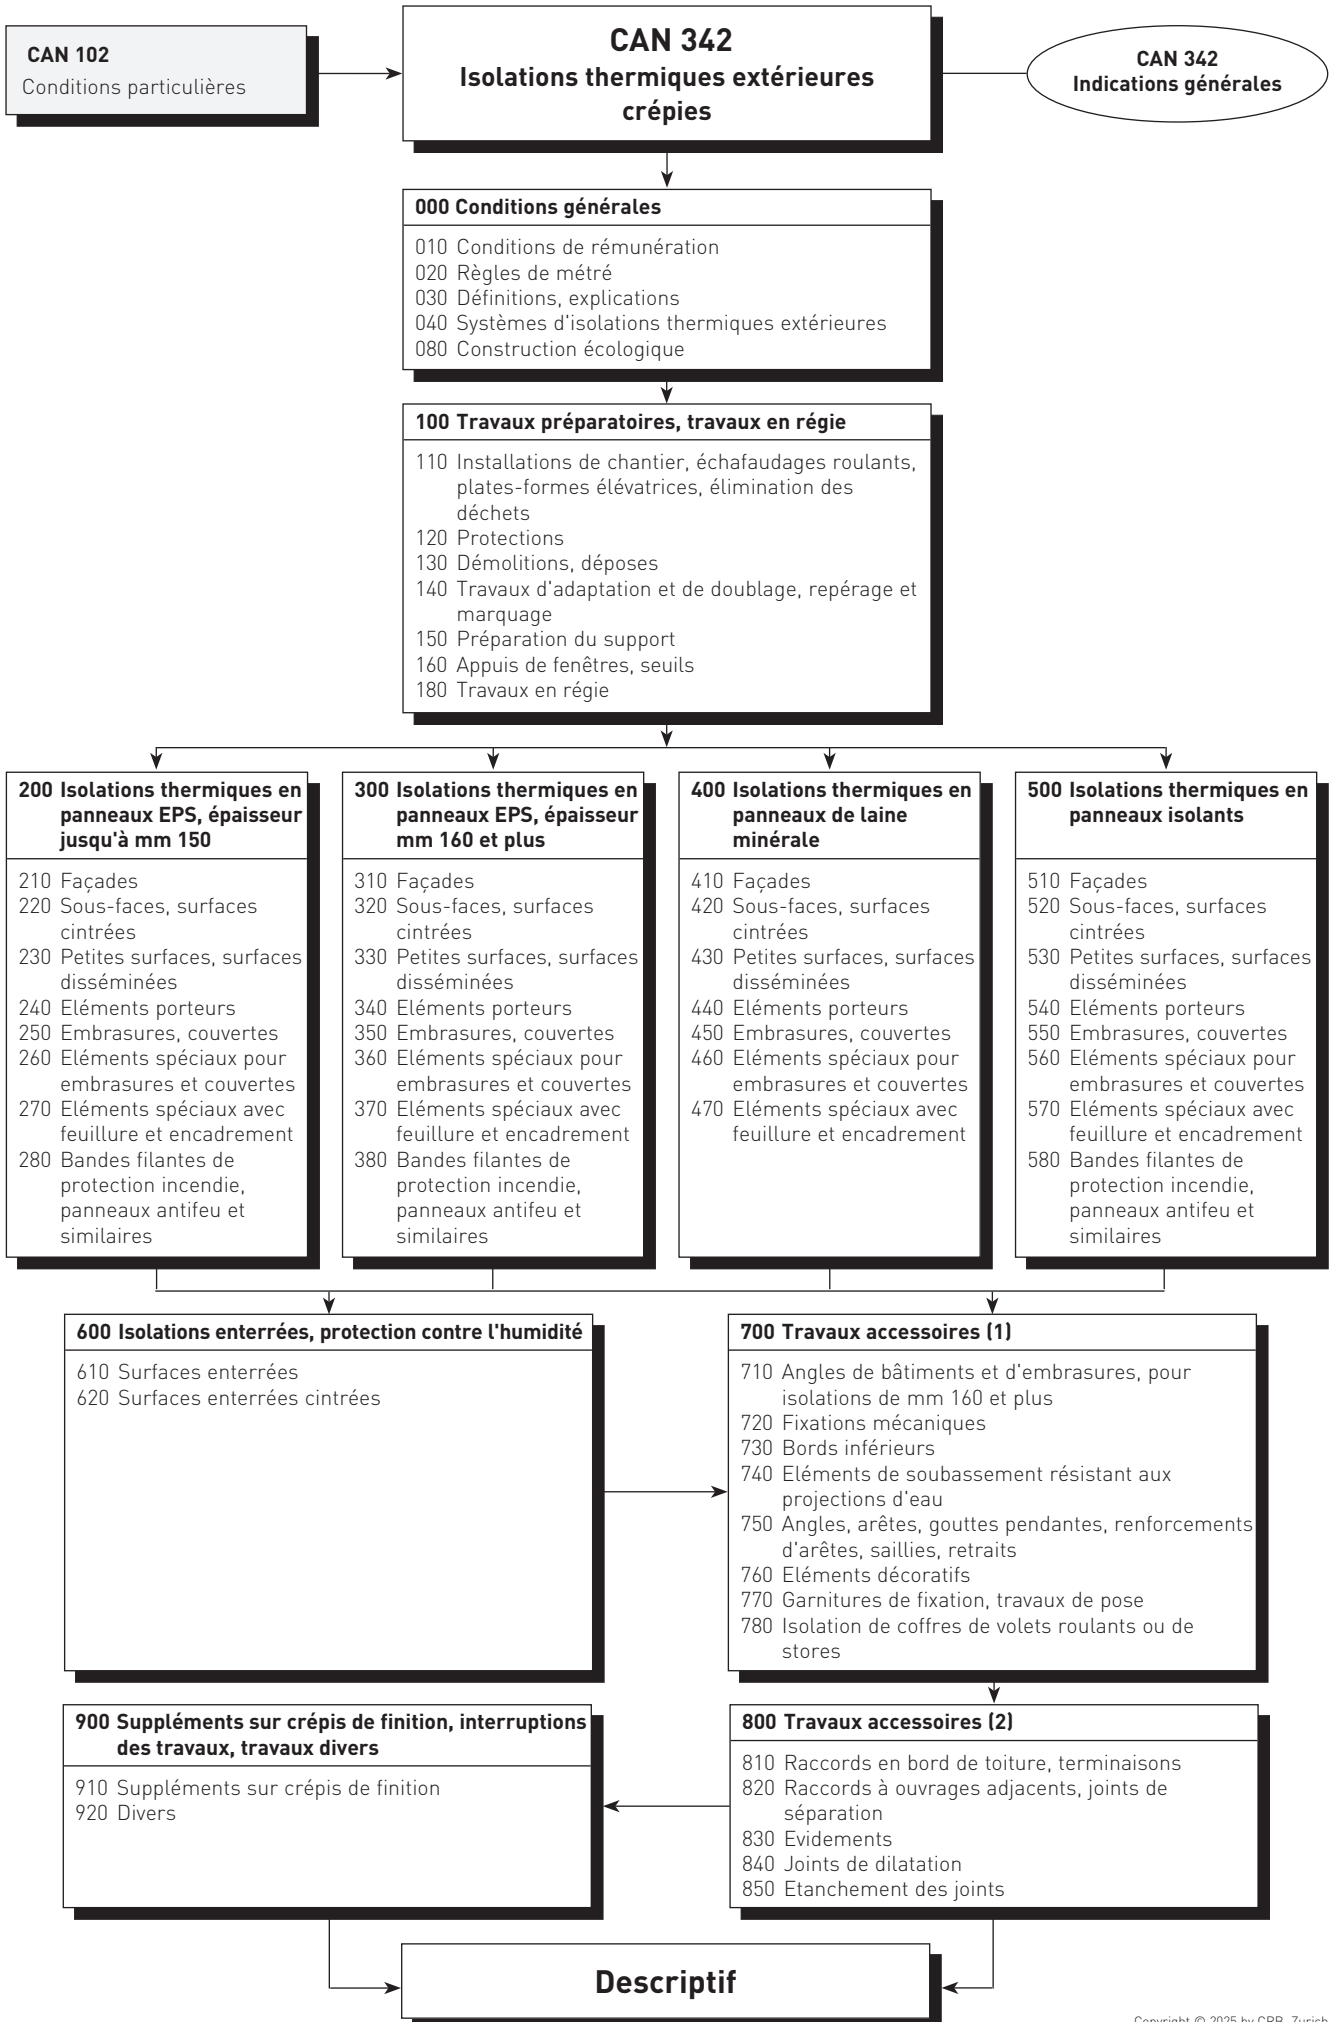 CAN 102
Conditions particulières
CAN 342
Isolations thermiques extérieures
crépies
CAN 342
Indications générales
000 Conditions générales
010 Conditions de rémunération
020 Règles de métré
030 Définitions, explications
040 Systèmes d'isolations thermiques extérieures
080 Construction écologique
100 Travaux préparatoires, travaux en régie
110 Installations de chantier, échafaudages roulants,
plates-formes élévatrices, élimination des
déchets
120 Protections
130 Démolitions, déposes
140 Travaux d'adaptation et de doublage, repérage et
marquage
150 Préparation du support
160 Appuis de fenêtres, seuils
180 Travaux en régie
200 Isolations thermiques en
panneaux EPS, épaisseur
jusqu'à mm 150
210 Façades
220 Sous-faces, surfaces
cintrées
230 Petites surfaces, surfaces
disséminées
240 Eléments porteurs
250 Embrasures, couvertes
260 Eléments spéciaux pour
embrasures et couvertes
270 Eléments spéciaux avec
feuillure et encadrement
280 Bandes filantes de
protection incendie,
panneaux antifeu et
similaires
300 Isolations thermiques en
panneaux EPS, épaisseur
mm 160 et plus
310 Façades
320 Sous-faces, surfaces
cintrées
330 Petites surfaces, surfaces
disséminées
340 Eléments porteurs
350 Embrasures, couvertes
360 Eléments spéciaux pour
embrasures et couvertes
370 Eléments spéciaux avec
feuillure et encadrement
380 Bandes filantes de
protection incendie,
panneaux antifeu et
similaires
400 Isolations thermiques en
panneaux de laine
minérale
410 Façades
420 Sous-faces, surfaces
cintrées
430 Petites surfaces, surfaces
disséminées
440 Eléments porteurs
450 Embrasures, couvertes
460 Eléments spéciaux pour
embrasures et couvertes
470 Eléments spéciaux avec
feuillure et encadrement
500 Isolations thermiques en
panneaux isolants
510 Façades
520 Sous-faces, surfaces
cintrées
530 Petites surfaces, surfaces
disséminées
540 Eléments porteurs
550 Embrasures, couvertes
560 Eléments spéciaux pour
embrasures et couvertes
570 Eléments spéciaux avec
feuillure et encadrement
580 Bandes filantes de
protection incendie,
panneaux antifeu et
similaires
600 Isolations enterrées, protection contre l'humidité
610 Surfaces enterrées
620 Surfaces enterrées cintrées
700 Travaux accessoires (1)
710 Angles de bâtiments et d'embrasures, pour
isolations de mm 160 et plus
720 Fixations mécaniques
730 Bords inférieurs
740 Eléments de soubassement résistant aux
projections d'eau
750 Angles, arêtes, gouttes pendantes, renforcements
d'arêtes, saillies, retraits
760 Eléments décoratifs
770 Garnitures de fixation, travaux de pose
780 Isolation de coffres de volets roulants ou de
stores
900 Suppléments sur crépis de finition, interruptions
des travaux, travaux divers
910 Suppléments sur crépis de finition
920 Divers
800 Travaux accessoires (2)
810 Raccords en bord de toiture, terminaisons
820 Raccords à ouvrages adjacents, joints de
séparation
830 Evidements
840 Joints de dilatation
850 Etanchement des joints
Descriptif
Copyright © 2025 by CRB, Zurich